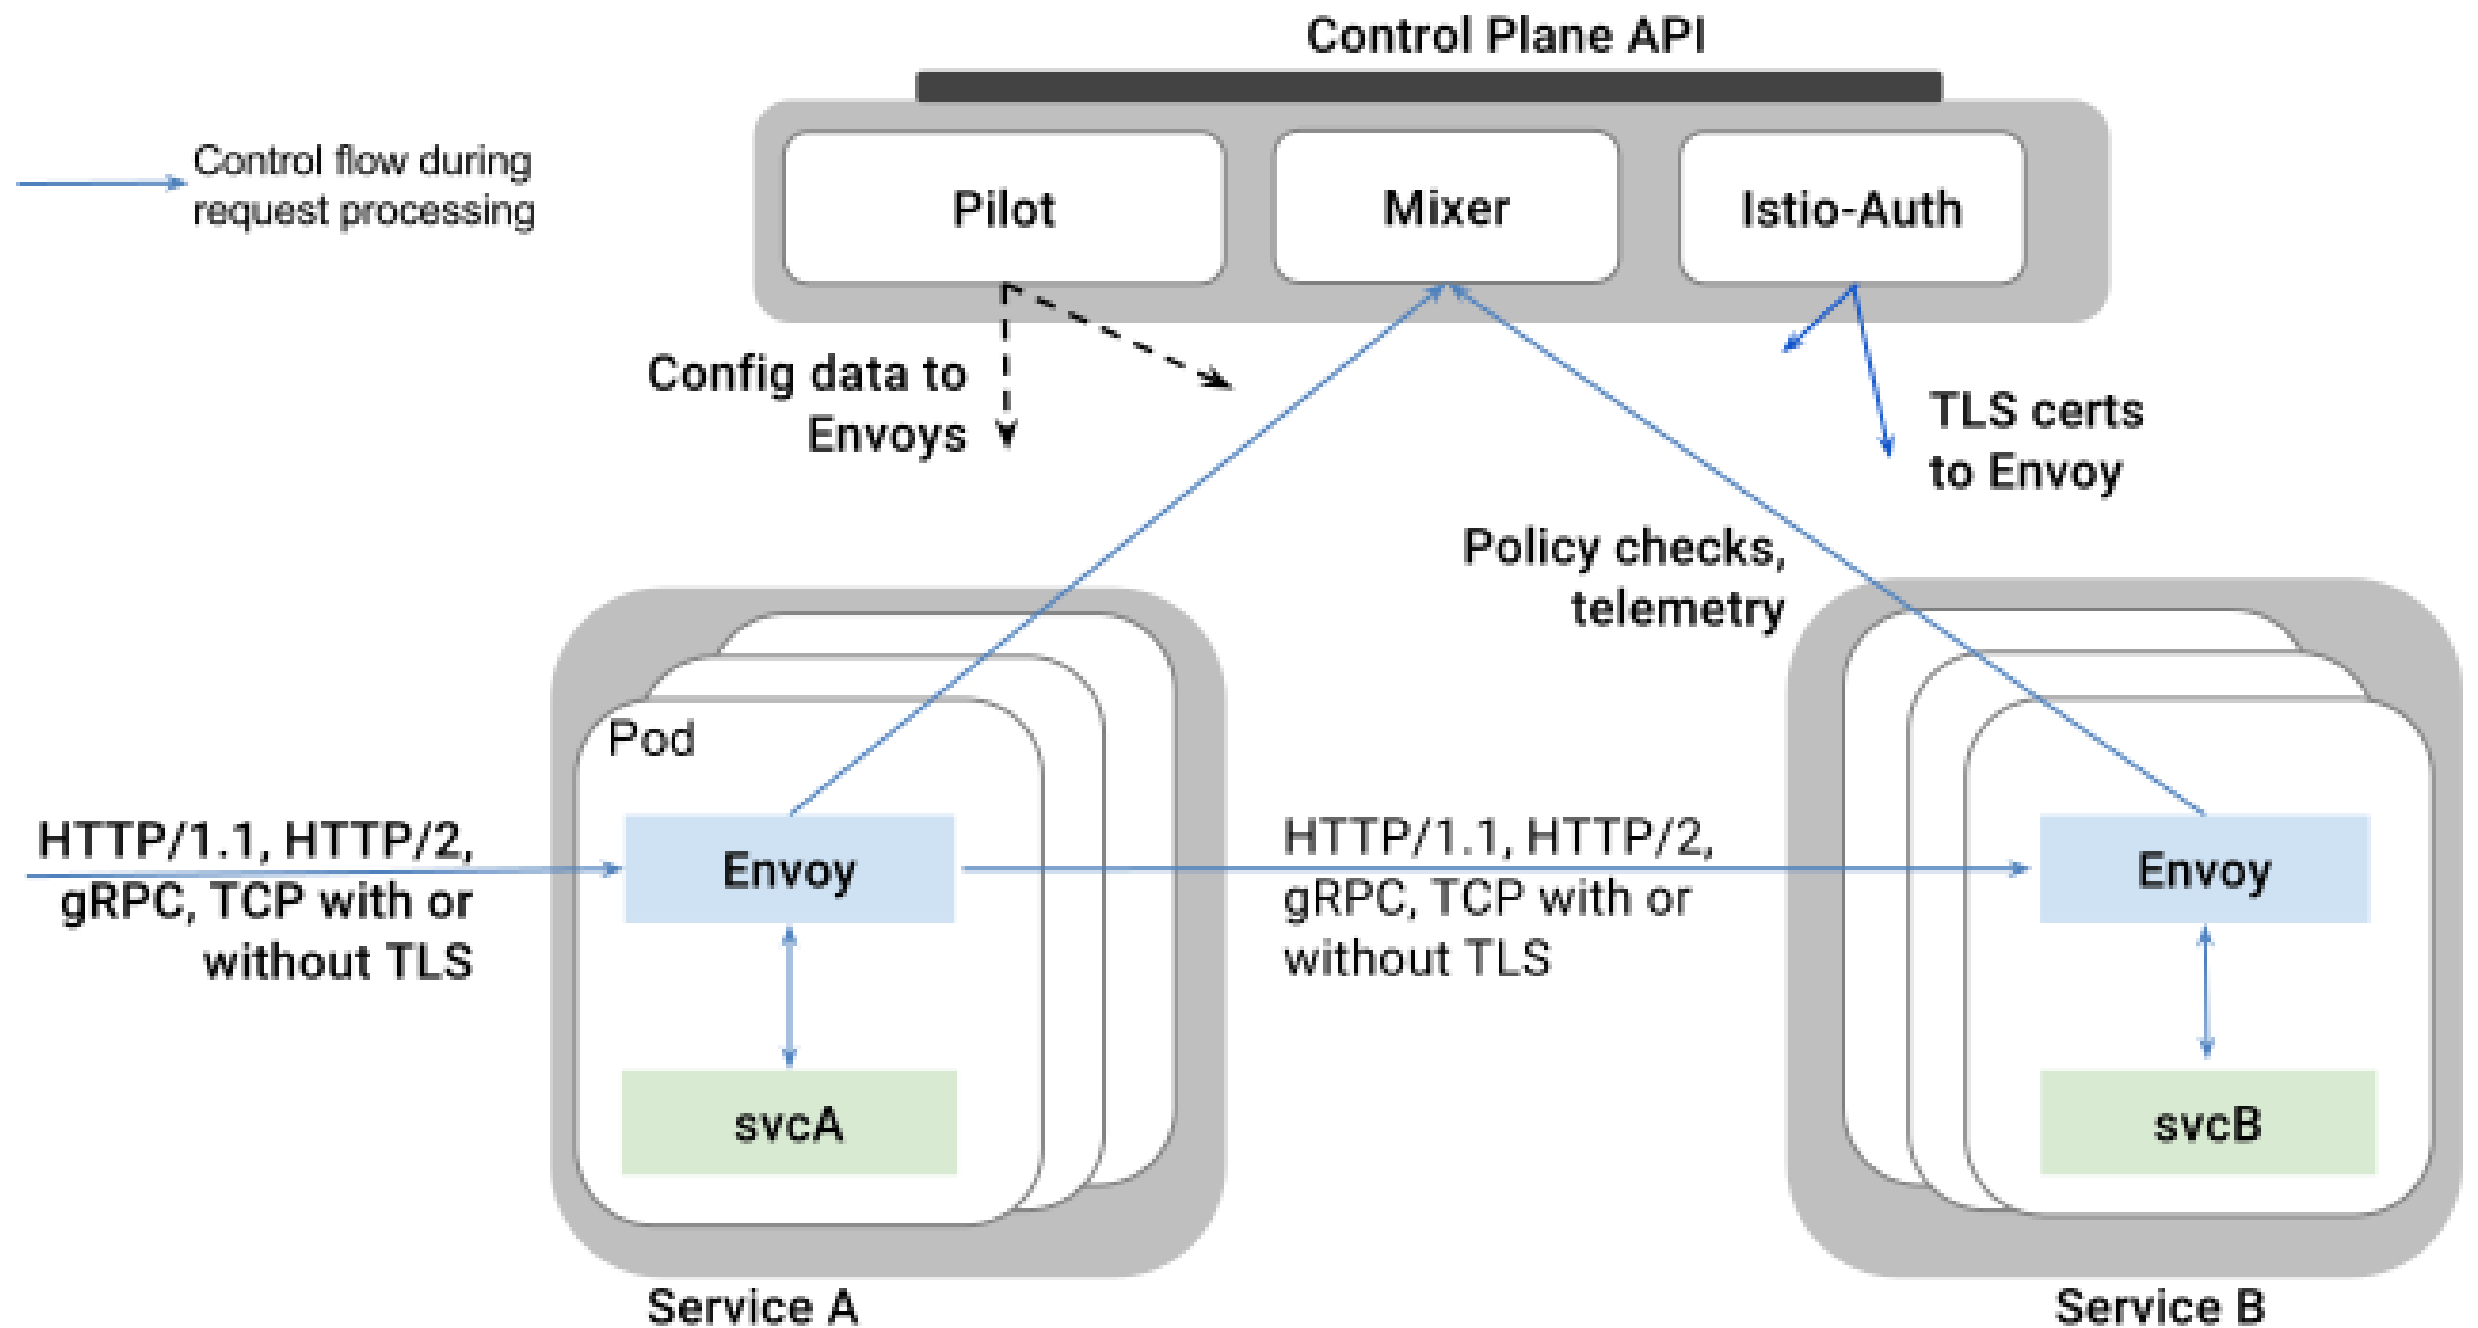 Control Plane API
Control flow during
request processing
Pilot
Mixer
Istio-Auth
Config data to
Envoys
TLS certs
to Envoy
Policy checks,
telemetry
Pod
HTTP/1.1, HTTP/2,
gRPC, TCP with or
without TLS
Envoy
HTTP/1.1, HTTP/2,
gRPC, TCP with or
without TLS
Envoy
svcA
svcB
Service A
Service B